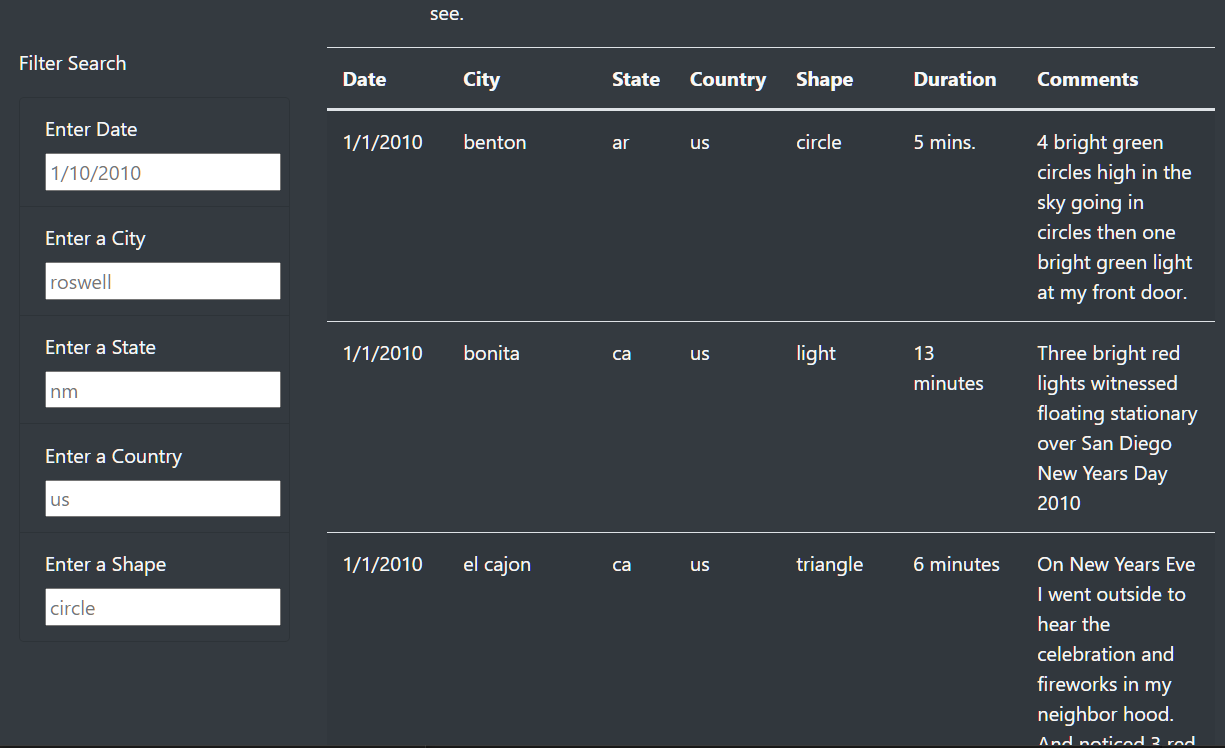 see.
Filter Search
Enter Date
1/10/2010
Enter a City
roswell
Enter a State
nm
Enter a Country
us
Enter a Shape
circle
Date City State Country Shape Duration Comments
1/1/2010 benton ar us circle 5 mins. 4 bright green
circles high in the
sky going in
circles then one
bright green light
at my front door.
1/1/2010 bonita ca us light 13 Three bright red
minutes lights witnessed
floating stationary
over San Diego
New Years Day
2010
1/1/2010 el cajon ca us triangle 6 minutes On New Years Eve
I went outside to
hear the
celebration and
fireworks in my
neighbor hood.
And noticed 3 red